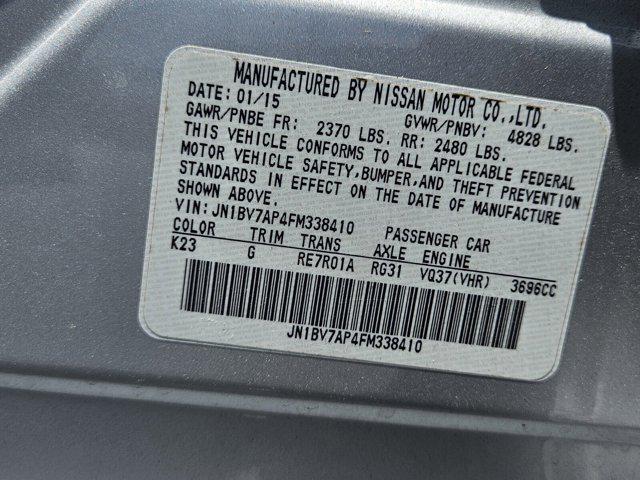 MANUFACTURED BY NISSAN MOTOR CO.,LTD.
DATE: 01/15 GVWR/PNBV: 4828 LBS.
GAWR/PNBE FR: 2370 LBS. RR: 2480 LBS.
THIS VEHICLE CONFORMS TO ALL APPLICABLE FEDERAL
MOTOR VEHICLE SAFETY,BUMPER,AND THEFT PREVENTION
STANDARDS IN EFFECT ON THE DATE OF MANUFACTURE
SHOWN ABOVE.
VIN:JN1BV7AP4FM338410 PASSENGER CAR
COLOR TRIM TRANS AXLE ENGINE
K23 G RE7R01A RG31 VQ37(VHR) 3696CC
JN1BV7AP4FM338410